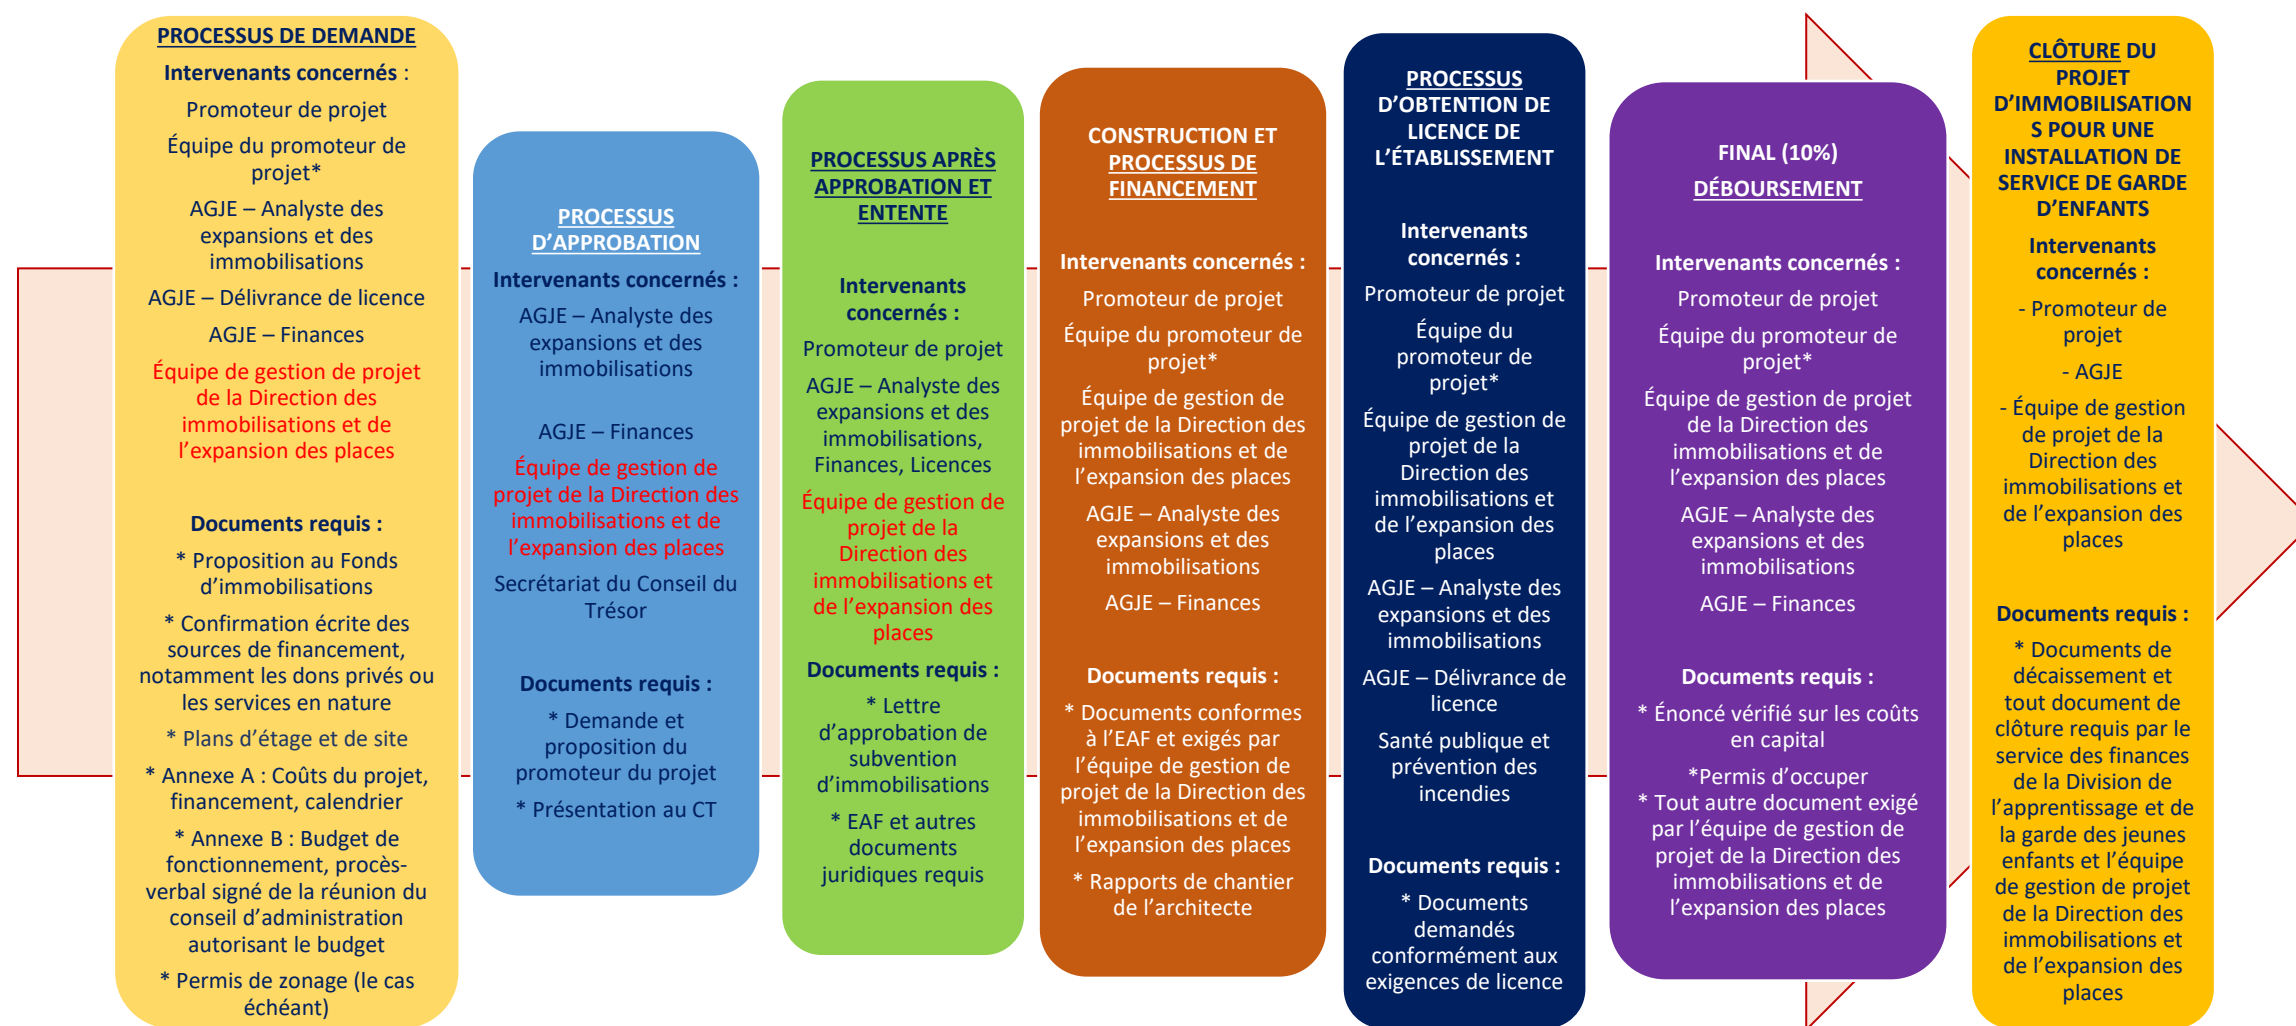 PROCESSUS DE DEMANDE
Intervenants concernés :
Promoteur de projet
Équipe du promoteur de
projet*
AGJE – Analyste des
expansions et des
immobilisations
AGJE – Délivrance de licence
AGJE – Finances
Équipe de gestion de projet
de la Direction des
immobilisations et de
l’expansion des places
Documents requis :
* Proposition au Fonds
d’immobilisations
* Confirmation écrite des
sources de financement,
notamment les dons privés ou
les services en nature
* Plans d’étage et de site
* Annexe A : Coûts du projet,
financement, calendrier
* Annexe B : Budget de
fonctionnement, procès-
verbal signé de la réunion du
conseil d’administration
autorisant le budget
* Permis de zonage (le cas
échéant)
PROCESSUS
D’APPROBATION
Intervenants concernés :
AGJE – Analyste des
expansions et des
immobilisations
AGJE – Finances
Équipe de gestion de
projet de la Direction des
immobilisations et de
l’expansion des places
Secrétariat du Conseil du
Trésor
Documents requis :
* Demande et
proposition du
promoteur du projet
* Présentation au CT
PROCESSUS APRÈS
APPROBATION ET
ENTENTE
Intervenants
concernés :
Promoteur de projet
AGJE – Analyste des
expansions et des
immobilisations,
Finances, Licences
Équipe de gestion de
projet de la
Direction des
immobilisations et
de l’expansion des
places
Documents requis :
* Lettre
d’approbation de
subvention
d’immobilisations
* EAF et autres
documents
juridiques requis
CONSTRUCTION ET
PROCESSUS DE
FINANCEMENT
Intervenants concernés :
Promoteur de projet
Équipe du promoteur de
projet*
Équipe de gestion de
projet de la Direction des
immobilisations et de
l’expansion des places
AGJE – Analyste des
expansions et des
immobilisations
AGJE – Finances
Documents requis :
* Documents conformes
à l’EAF et exigés par
l’équipe de gestion de
projet de la Direction des
immobilisations et de
l’expansion des places
* Rapports de chantier
de l’architecte
PROCESSUS
D’OBTENTION DE
LICENCE DE
L’ÉTABLISSEMENT
Intervenants
concernés :
Promoteur de projet
Équipe du
promoteur de
projet*
Équipe de gestion de
projet de la
Direction des
immobilisations et
de l’expansion des
places
AGJE – Analyste des
expansions et des
immobilisations
AGJE – Délivrance de
licence
Santé publique et
prévention des
incendies
Documents requis :
* Documents
demandés
conformément aux
exigences de licence
FINAL (10%)
DÉBOURSEMENT
Intervenants concernés :
Promoteur de projet
Équipe du promoteur de
projet*
Équipe de gestion de projet
de la Direction des
immobilisations et de
l’expansion des places
AGJE – Analyste des
expansions et des
immobilisations
AGJE – Finances
Documents requis :
* Énoncé vérifié sur les coûts
en capital
*Permis d’occuper
* Tout autre document exigé
par l’équipe de gestion de
projet de la Direction des
immobilisations et de
l’expansion des places
CLÔTURE DU
PROJET
D’IMMOBILISATION
S POUR UNE
INSTALLATION DE
SERVICE DE GARDE
D’ENFANTS
Intervenants
concernés :
- Promoteur de
projet
- AGJE
- Équipe de gestion
de projet de la
Direction des
immobilisations et
de l’expansion des
places
Documents requis :
* Documents de
décaissement et
tout document de
clôture requis par le
service des finances
de la Division de
l’apprentissage et de
la garde des jeunes
enfants et l’équipe
de gestion de projet
de la Direction des
immobilisations et
de l’expansion des
places